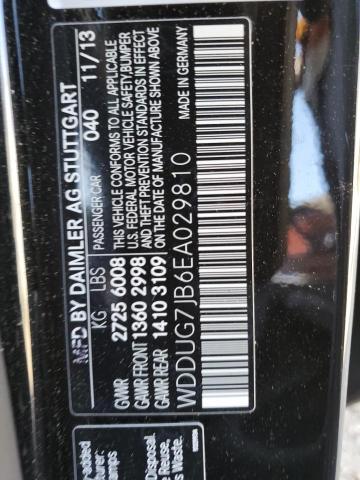 MFD BY DAIMLER AG STUTTGART
PASSENGER CAR 040 11/13
KG LBS
GVWR 2725 6008
GAWR FRONT 1360 2998
GAWR REAR 1410 3109
THIS VEHICLE CONFORMS TO ALL APPLICABLE
U.S. FEDERAL MOTOR VEHICLE SAFETY, BUMPER
AND THEFT PREVENTION STANDARDS IN EFFECT
ON THE DATE OF MANUFACTURE SHOWN ABOVE
MADE IN GERMANY
WDDUG7JB6EA029810
added
Disposal.